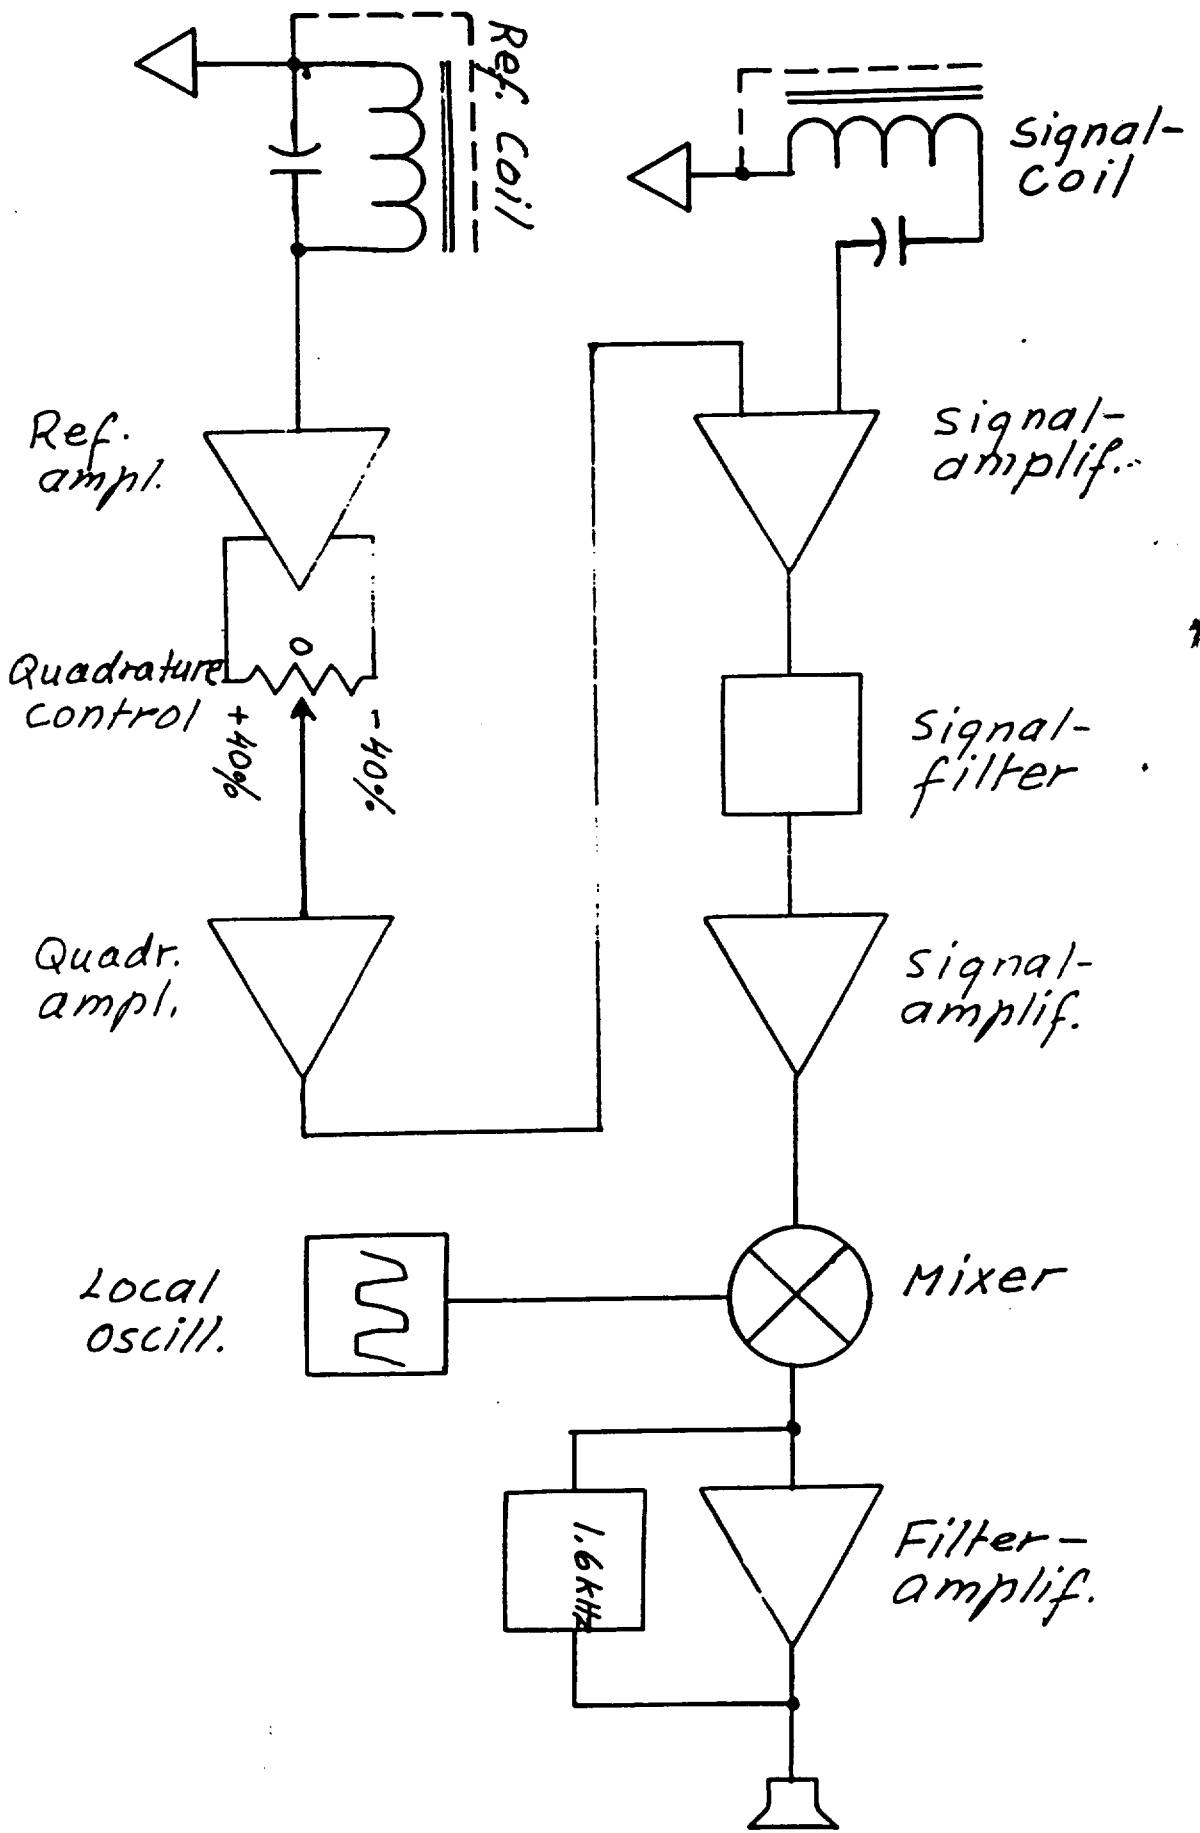 Ref. Coil
Signal-
coil
Ref.
ampl.
Signal-
amplif.
Quadrature
control
0
+40%
-40%
Signal-
filter
Quadr.
ampl.
Signal-
amplif.
Local
oscill.
Mixer
1.6kHz
Filter-
amplif.